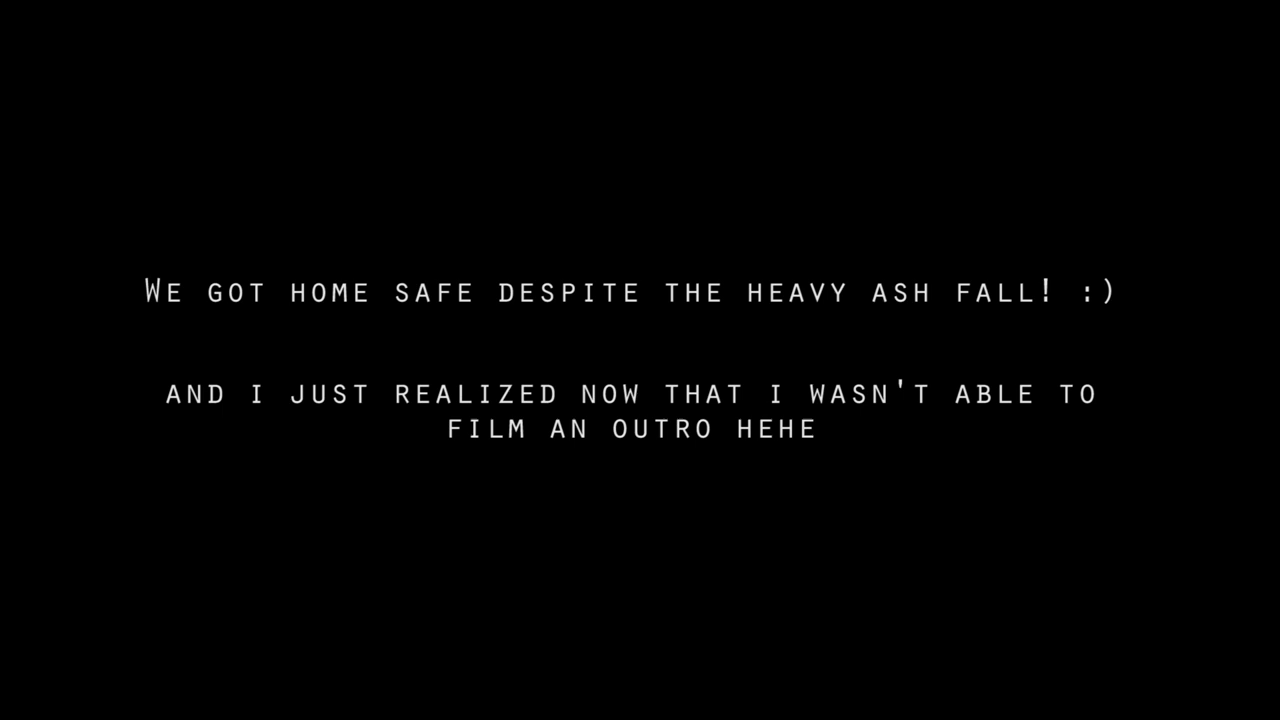 We got home safe despite the heavy ash fall! :)
and i just realized now that i wasn't able to
film an outro hehe